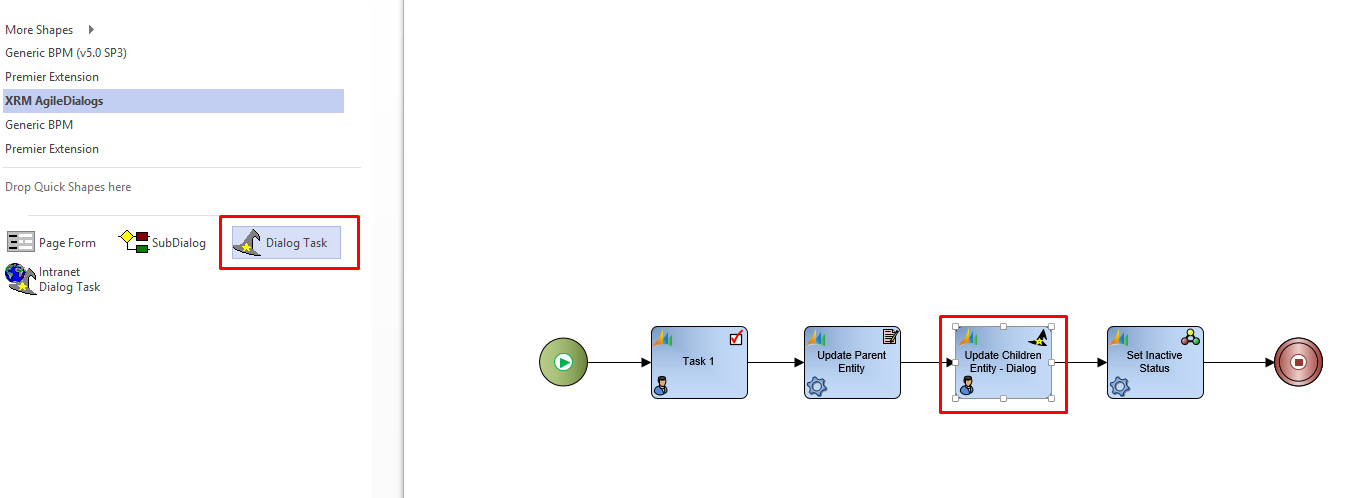 More Shapes
Generic BPM (v5.0 SP3)
Premier Extension
XRM AgileDialogs
Generic BPM
Premier Extension
Drop Quick Shapes here
Page Form
SubDialog
Dialog Task
Intranet
Dialog Task
Task 1
Update Parent
Entity
Update Children
Entity - Dialog
Set Inactive
Status